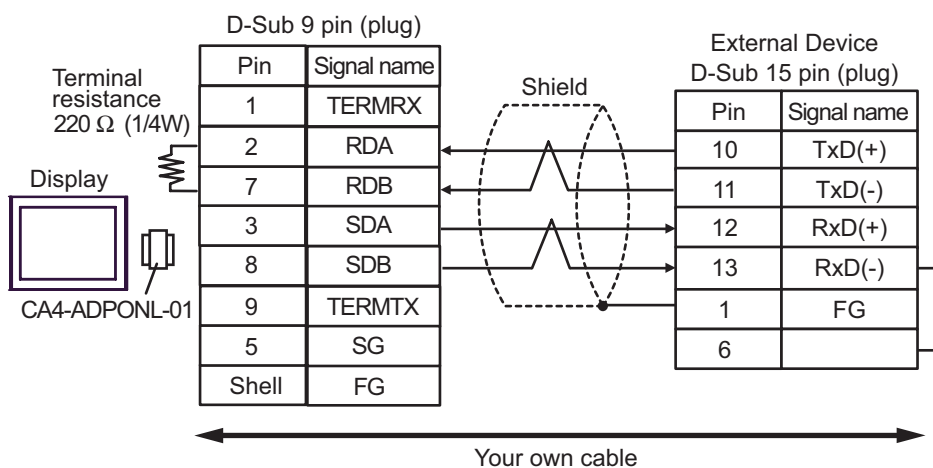 D-Sub 9 pin (plug)
Pin Signal name
1 TERMRX
2 RDA
7 RDB
3 SDA
8 SDB
9 TERMTX
5 SG
Shell FG
Terminal
resistance
220 Ω (1/4W)
Display
CA4-ADPONL-01
Shield
External Device
D-Sub 15 pin (plug)
Pin Signal name
10 TxD(+)
11 TxD(-)
12 RxD(+)
13 RxD(-)
1 FG
6
Your own cable